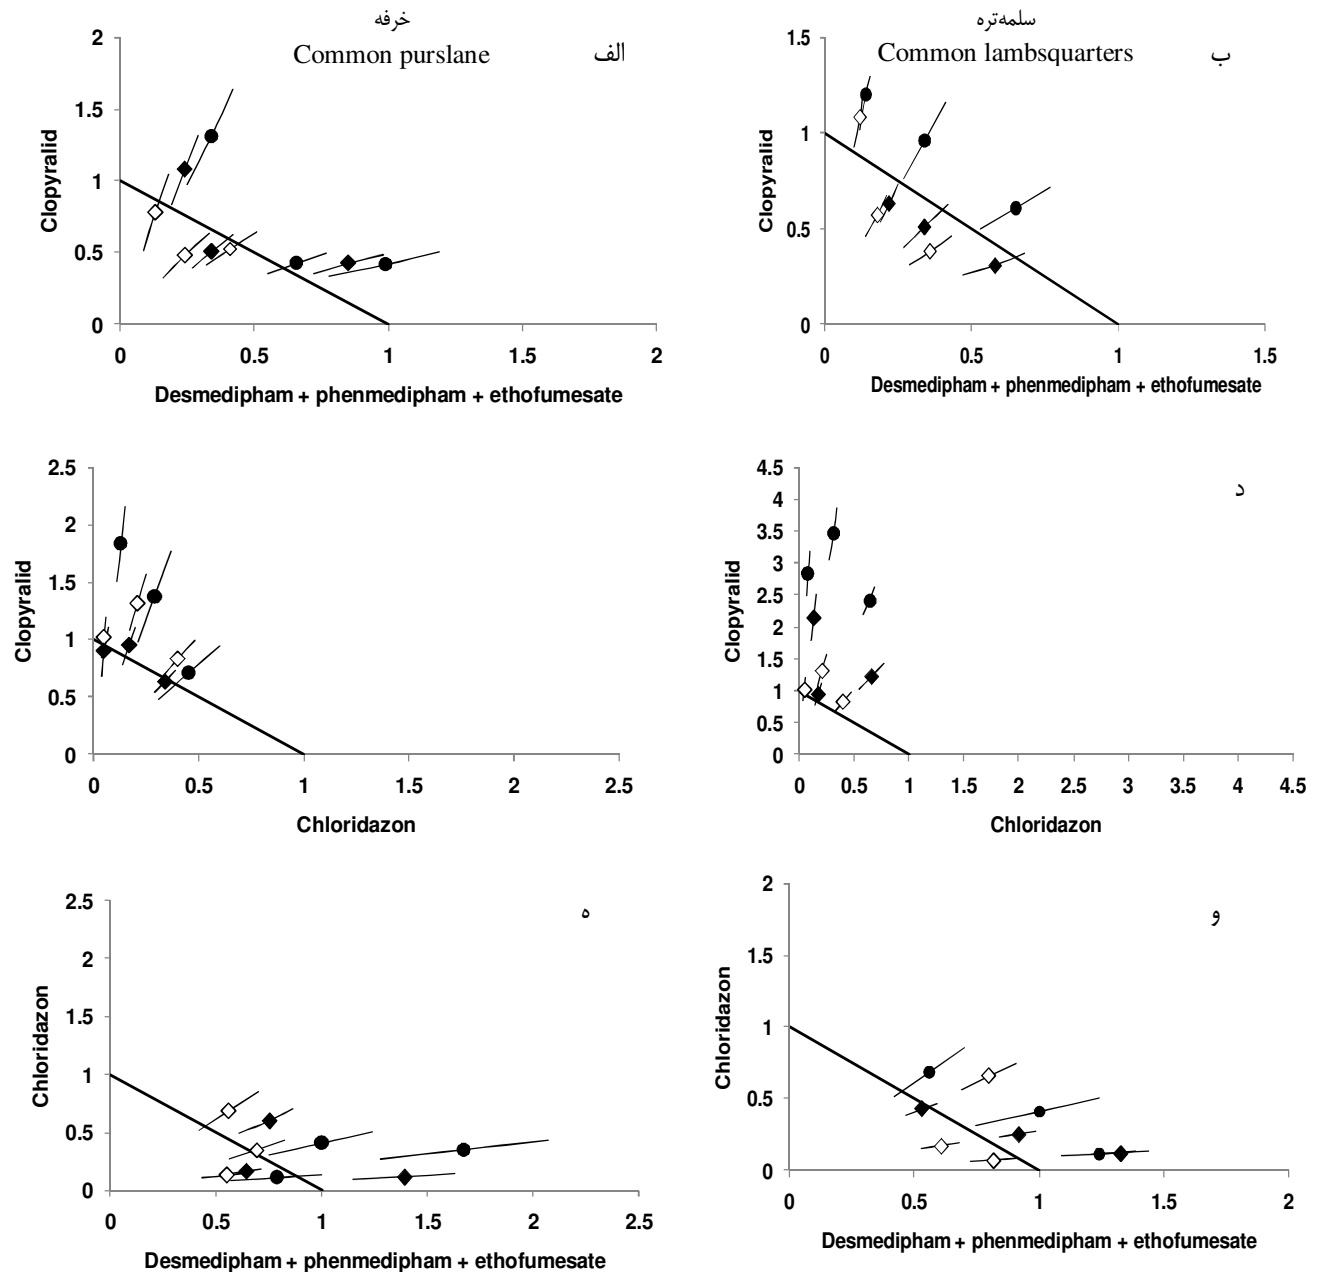 خرفه
Common purslane
الف
2
1.5
1
0.5
0
Clopyralid
0 0.5 1 1.5 2
Desmedipham + phenmedipham + ethofumesate
سلمه‌تره
Common lambsquarters
ب
1.5
1
0.5
0
Clopyralid
0 0.5 1 1.5
Desmedipham + phenmedipham + ethofumesate
2.5
2
1.5
1
0.5
0
Clopyralid
0 0.5 1 1.5 2 2.5
Chloridazon
د
4.5
4
3.5
3
2.5
2
1.5
1
0.5
0
Clopyralid
0 0.5 1 1.5 2 2.5 3 3.5 4 4.5
Chloridazon
ه
2.5
2
1.5
1
0.5
0
Chloridazon
0 0.5 1 1.5 2 2.5
Desmedipham + phenmedipham + ethofumesate
و
2
1.5
1
0.5
0
Chloridazon
0 0.5 1 1.5 2
Desmedipham + phenmedipham + ethofumesate